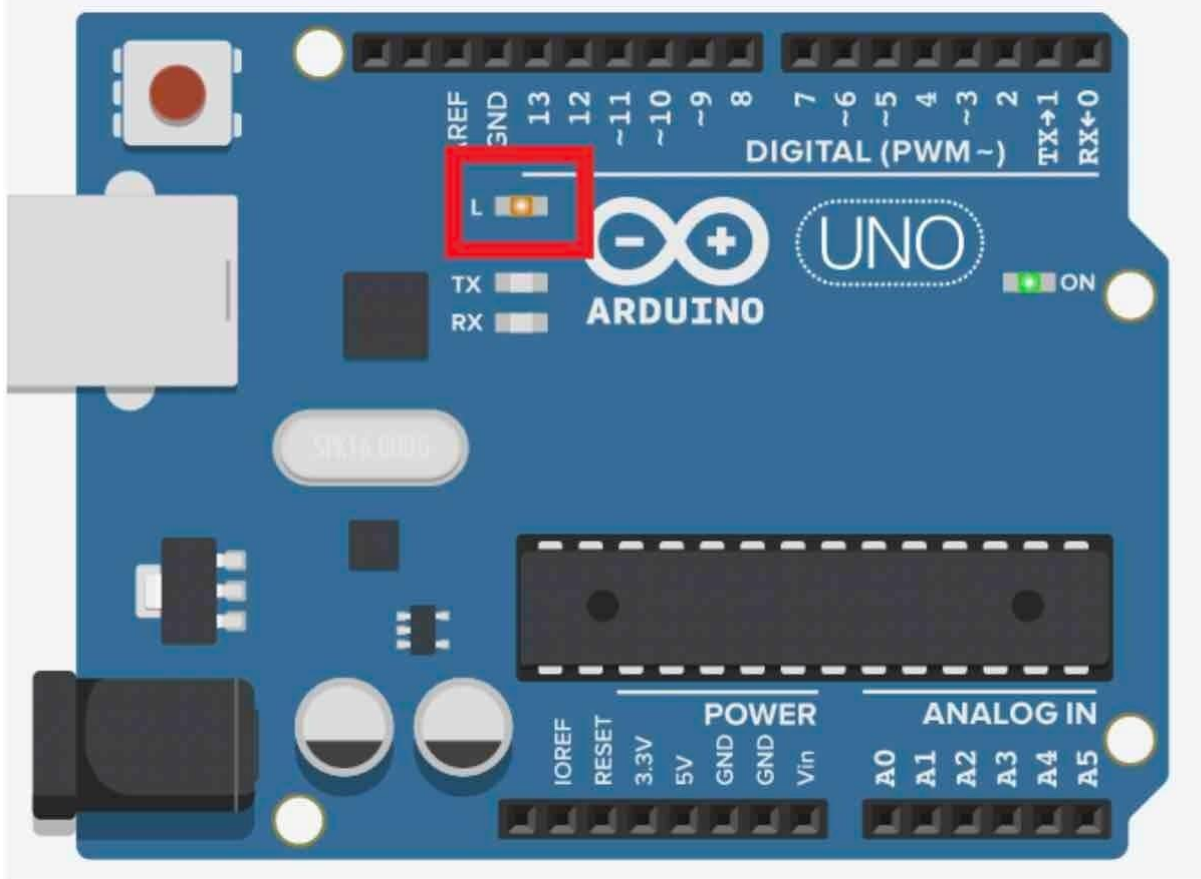 AREF
GND
13
12
~11
~10
~9
8
7
~6
~5
4
~3
2
TX→1
RX←0
DIGITAL (PWM ~)
L
TX
RX
ARDUINO
UNO
ON
POWER
ANALOG IN
IOREF
RESET
3.3V
5V
GND
GND
Vin
A0
A1
A2
A3
A4
A5